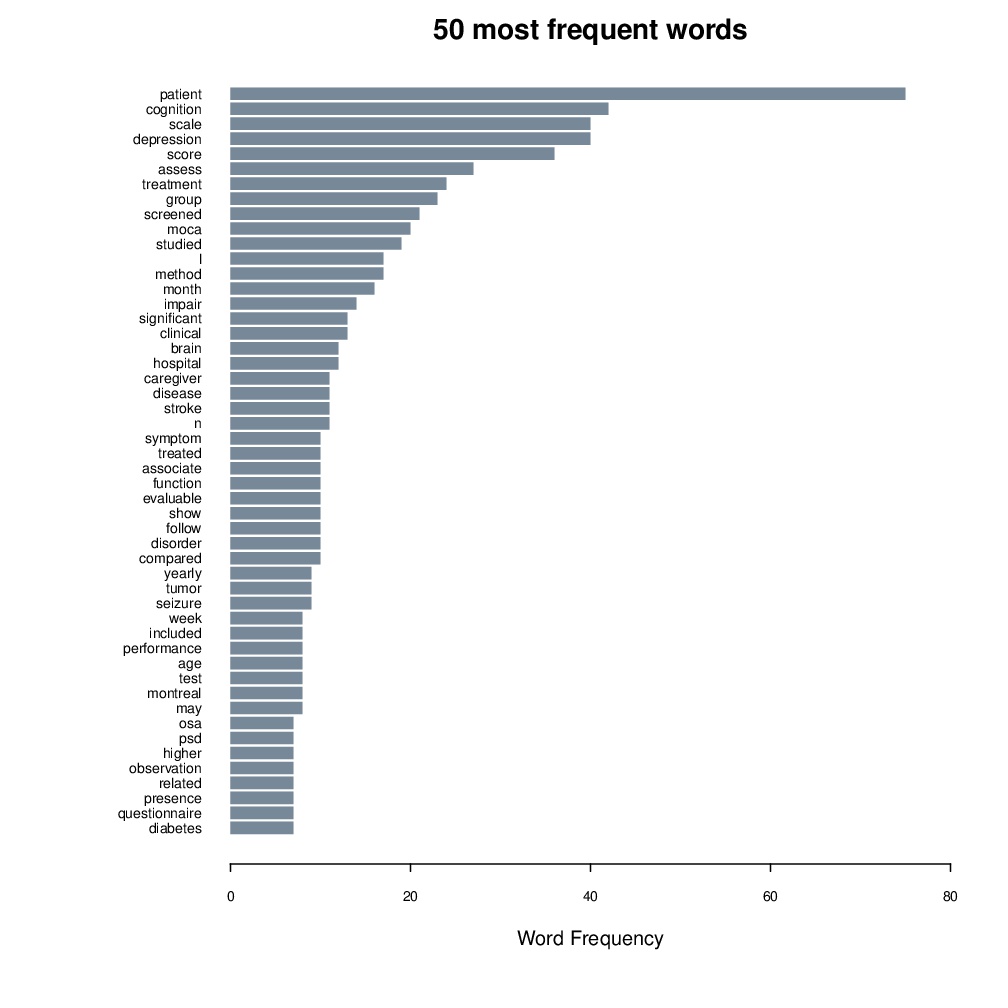 50 most frequent words
patient
cognition
scale
depression
score
assess
treatment
group
screened
moca
studied
l
method
month
impair
significant
clinical
brain
hospital
caregiver
disease
stroke
n
symptom
treated
associate
function
evaluable
show
follow
disorder
compared
yearly
tumor
seizure
week
included
performance
age
test
montreal
may
osa
psd
higher
observation
related
presence
questionnaire
diabetes
0 20 40 60 80
Word Frequency